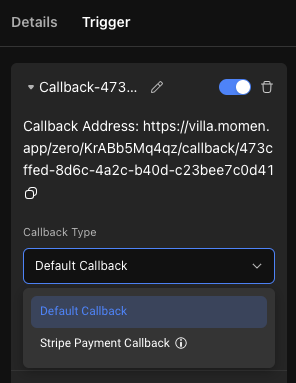 Details Trigger
Callback-473...
Callback Address: https://villa.momen.
app/zero/KrABb5Mq4qz/callback/473c
ffed-8d6c-4a2c-b40d-c23bee7c0d41
Callback Type
Default Callback
Default Callback
Stripe Payment Callback